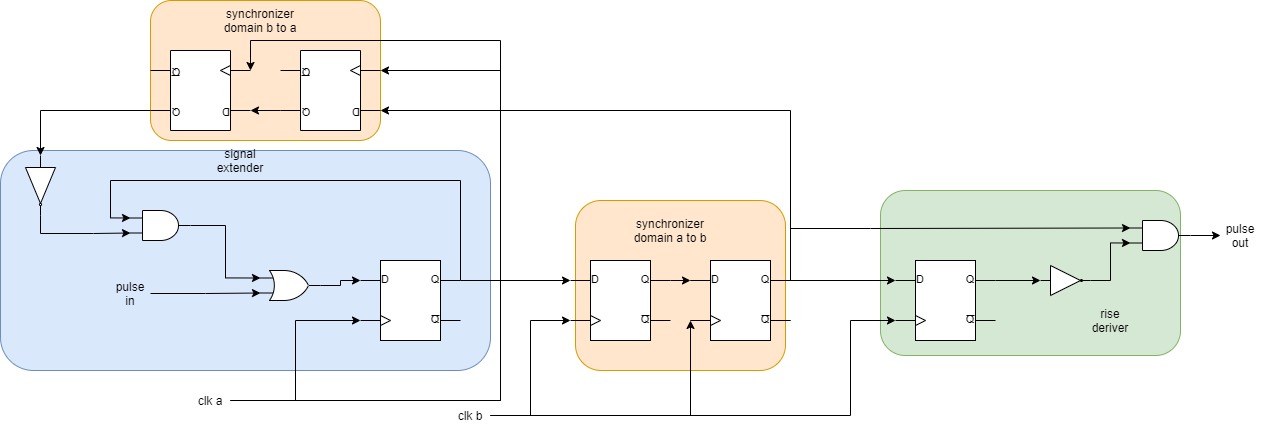 synchronizer
domain b to a
Q
Q
Q
D
Q
D
signal
extender
synchronizer
domain a to b
pulse
out
pulse
in
D
Q
Q
D
Q
Q
D
Q
Q
D
Q
Q
rise
deriver
clk a
clk b